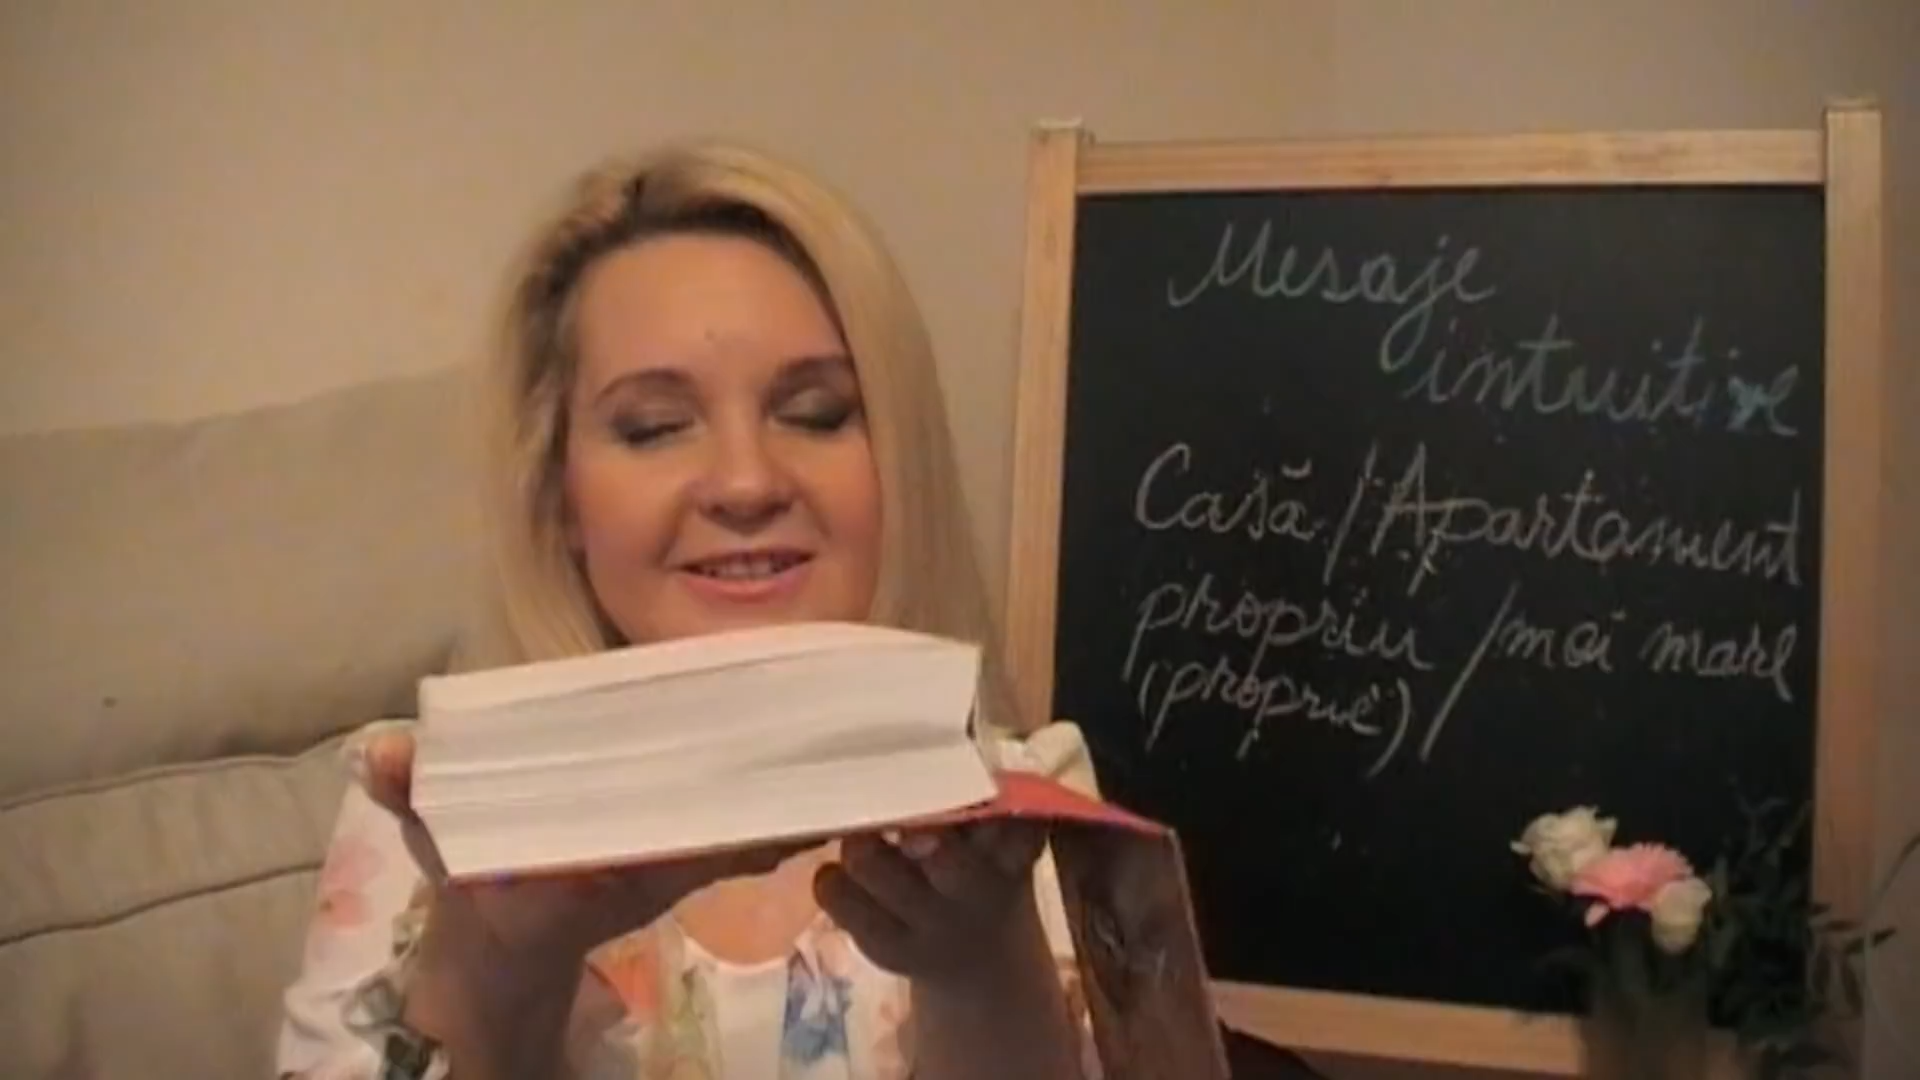 Mesaje
intuitive
Casă / Apartament
propriu / mai mare
(proprie)